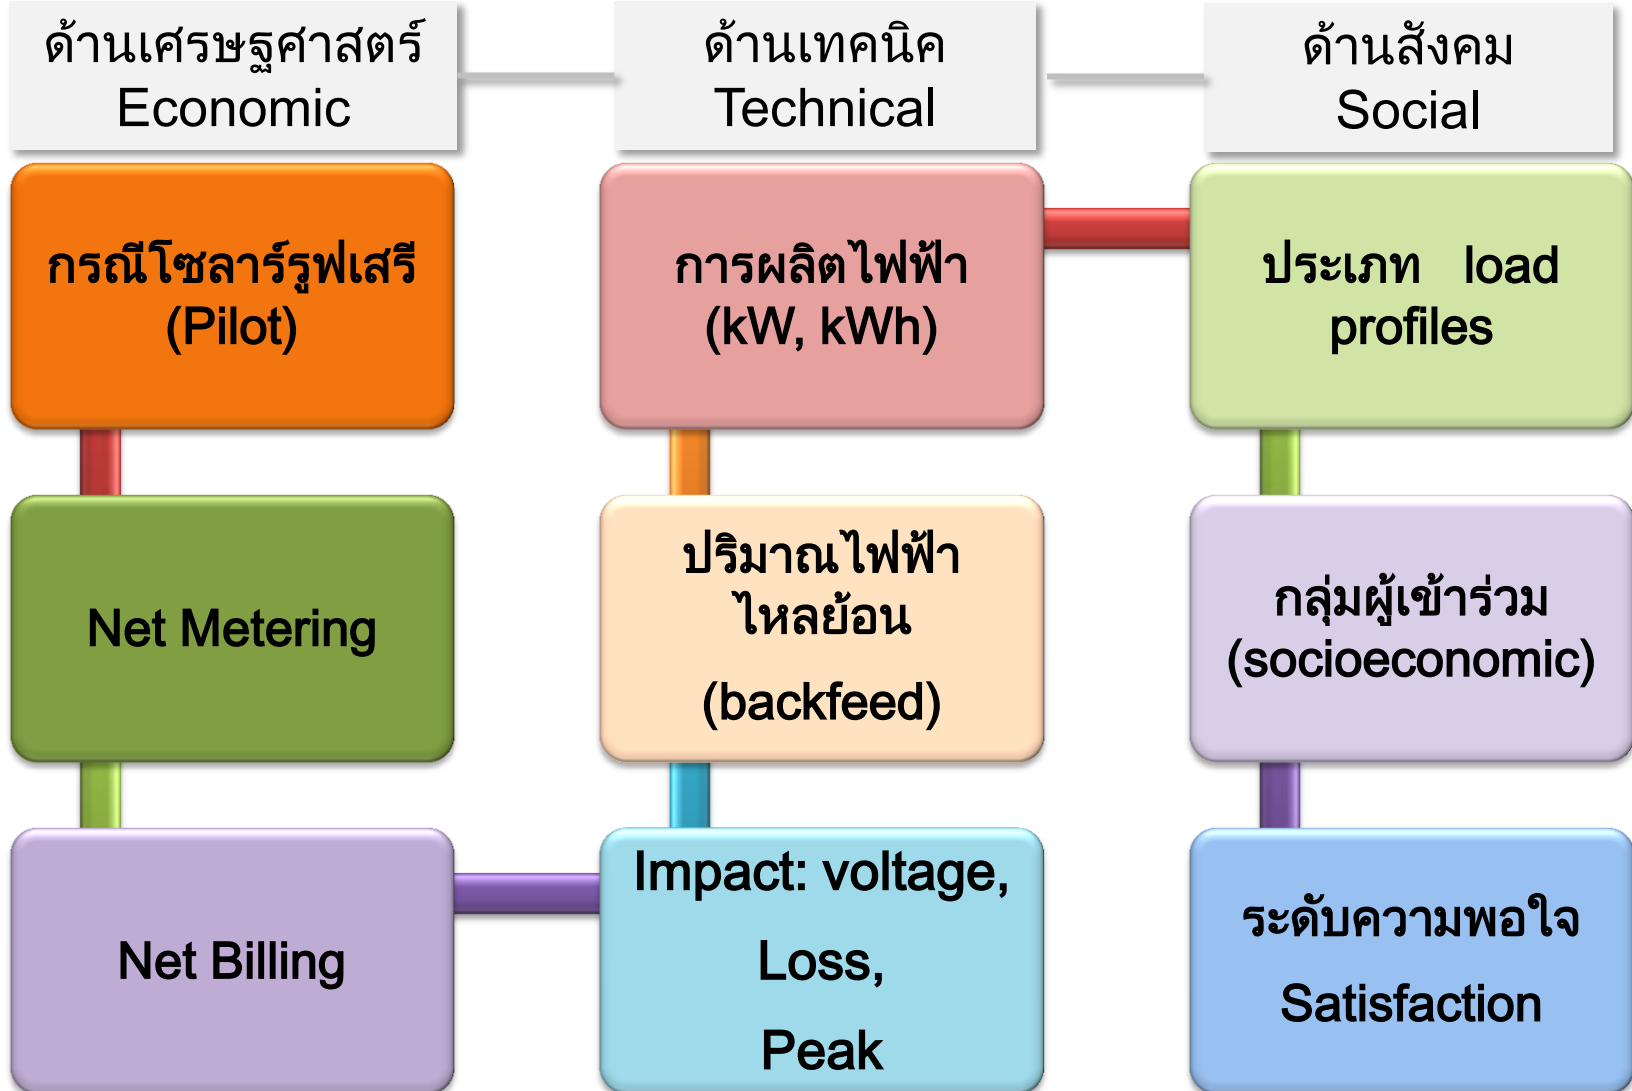 ด้านเศรษฐศาสตร์
Economic
ด้านเทคนิค
Technical
ด้านสังคม
Social
กรณีโซลาร์รูฟเสรี
(Pilot)
การผลิตไฟฟ้า
(kW, kWh)
ประเภท load
profiles
Net Metering
ปริมาณไฟฟ้า
ไหลย้อน
(backfeed)
กลุ่มผู้เข้าร่วม
(socioeconomic)
Net Billing
Impact: voltage,
Loss,
Peak
ระดับความพอใจ
Satisfaction